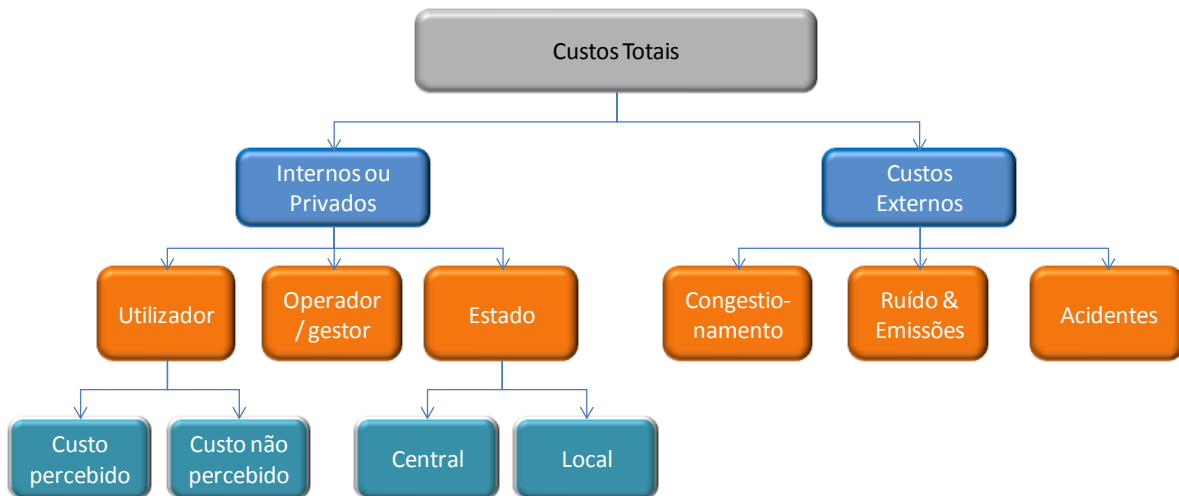 Custos Totais
Internos ou
Privados
Custos
Externos
Utilizador
Operador
/ gestor
Estado
Congestio-
namento
Ruído &
Emissões
Acidentes
Custo
percebido
Custo não
percebido
Central
Local